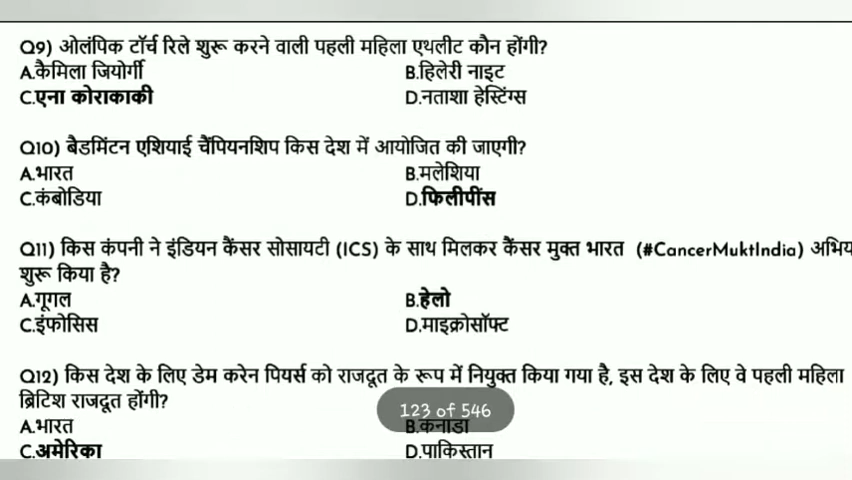 Q9) ओलंपिक टॉर्च रिले शुरू करने वाली पहली महिला एथलीट कौन होंगी?
A.कैमिला जियोर्गी B.हिलेरी नाइट
C.एना कोराकाकी D.नताशा हेस्टिंग्स
Q10) बैडमिंटन एशियाई चैंपियनशिप किस देश में आयोजित की जाएगी?
A.भारत B.मलेशिया
C.कंबोडिया D.फिलीपींस
Q11) किस कंपनी ने इंडियन कैंसर सोसायटी (ICS) के साथ मिलकर कैंसर मुक्त भारत (#CancerMuktIndia)
शुरू किया है?
A.गूगल B.हेलो
C.इंफोसिस D.माइक्रोसॉफ्ट
Q12) किस देश के लिए डेम करेन पियर्स को राजदूत के रूप में नियुक्त किया गया है, इस देश के लिए वे पहली महिला
ब्रिटिश राजदूत होंगी?
123 of 546
A.भारत B.कनाडा
C.अमेरिका D.पाकिस्तान